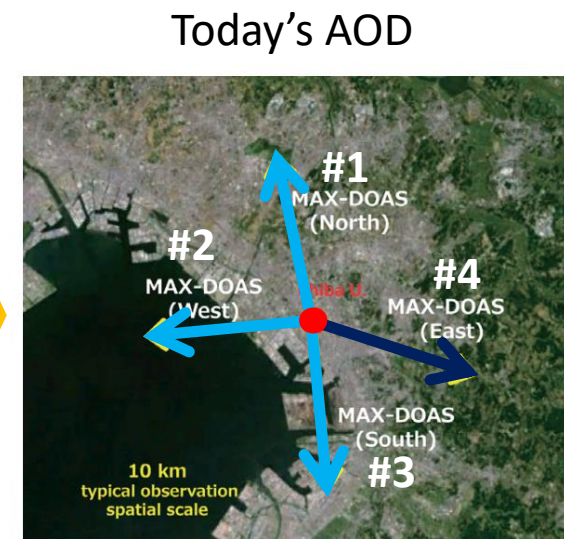 Today's AOD
#1
MAX-DOAS
(North)
#2
MAX-DOAS
(West)
#4
MAX-DOAS
(East)
U.
MAX-DOAS
(South)
#3
10 km
typical observation
spatial scale